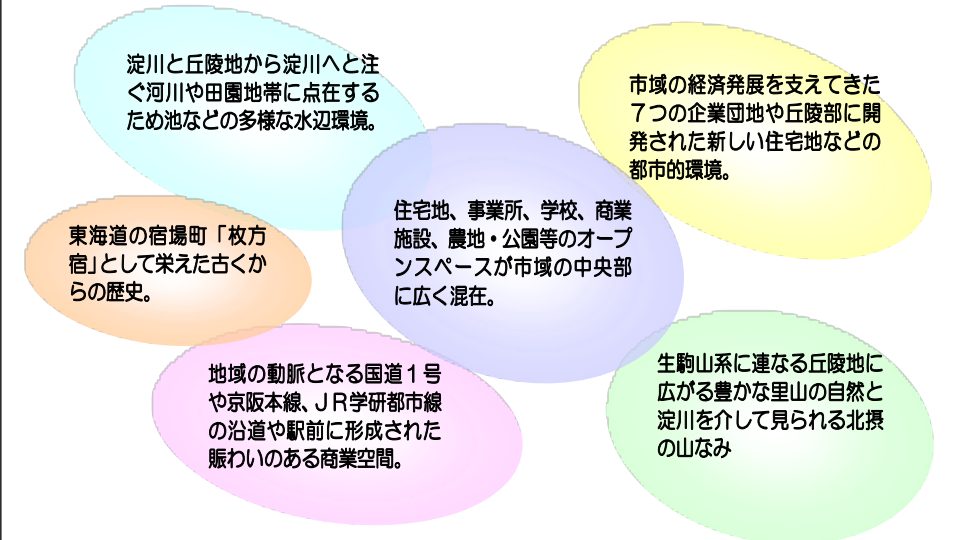 淀川と丘陵地から淀川へと注
ぐ河川や田園地帯に点在する
ため池などの多様な水辺環境。
市域の経済発展を支えてきた
７つの企業団地や丘陵部に開
発された新しい住宅地などの
都市的環境。
住宅地、事業所、学校、商業
施設、農地・公園等のオープ
ンスペースが市域の中央部
に広く混在。
東海道の宿場町「枚方
宿」として栄えた古くか
らの歴史。
地域の動脈となる国道１号
や京阪本線、ＪＲ学研都市線
の沿道や駅前に形成された
賑わいのある商業空間。
生駒山系に連なる丘陵地に
広がる豊かな里山の自然と
淀川を介して見られる北摂
の山なみ